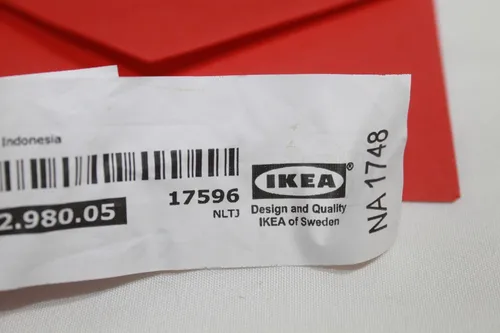 Indonesia
2.980.05
17596
NLTJ
IKEA®
Design and Quality
IKEA of Sweden
NA 1748